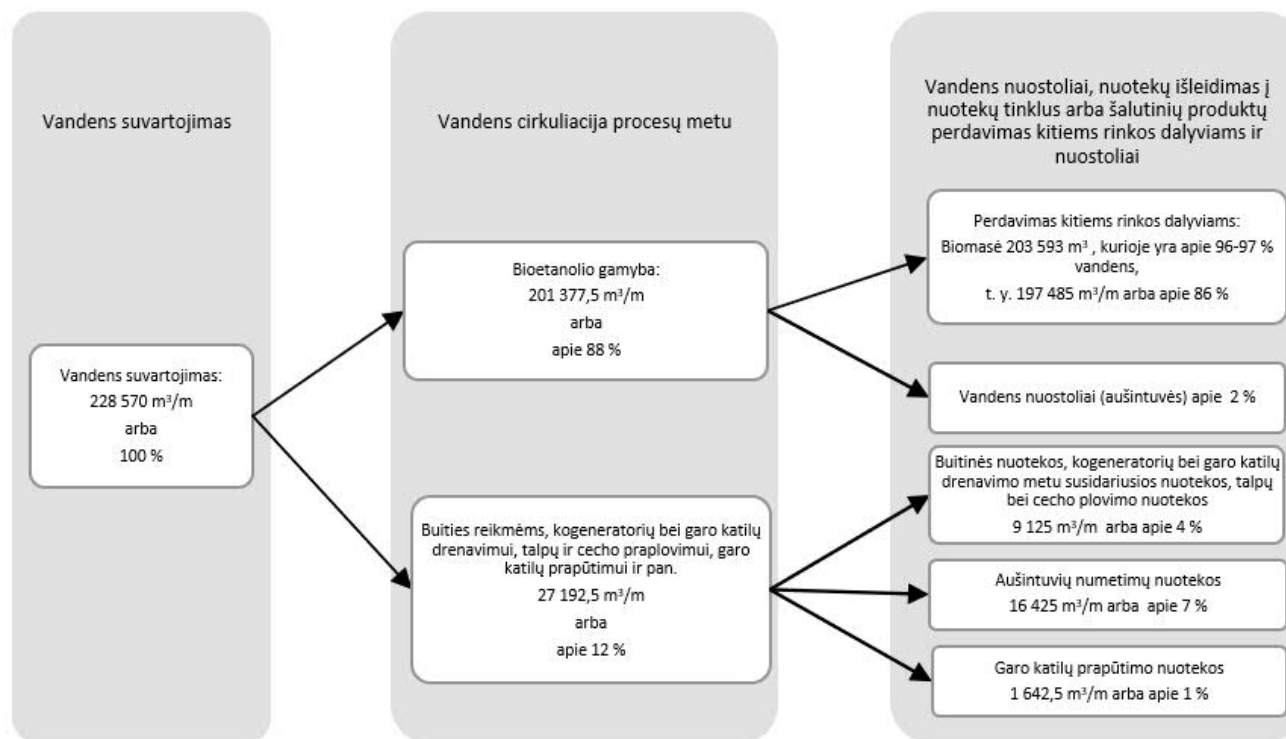 Vandens suvartojimas
Vandens cirkuliacija procesų metu
Vandens nuostoliai, nuotekų išleidimas į
nuotekų tinklus arba šalutinių produktų
perdavimas kitiems rinkos dalyviams ir
nuostoliai
Vandens suvartojimas:
228 570 m³/m
arba
100 %
Bioetanolio gamyba:
201 377,5 m³/m
arba
apie 88 %
Buities reikmėms, kogeneratorių bei garo katilų
drenavimui, talpų ir cecho praplovimui, garo
katilų prapūtimui ir pan.
27 192,5 m³/m
arba
apie 12 %
Perdavimas kitiems rinkos dalyviams:
Biomasė 203 593 m³ , kurioje yra apie 96-97 %
vandens,
t. y. 197 485 m³/m arba apie 86 %
Vandens nuostoliai (aušintuvės) apie 2 %
Buitinės nuotekos, kogeneratorių bei garo katilų
drenavimo metu susidariusios nuotekos, talpų
bei cecho plovimo nuotekos
9 125 m³/m arba apie 4 %
Aušintuvių numetimų nuotekos
16 425 m³/m arba apie 7 %
Garo katilų prapūtimo nuotekos
1 642,5 m³/m arba apie 1 %